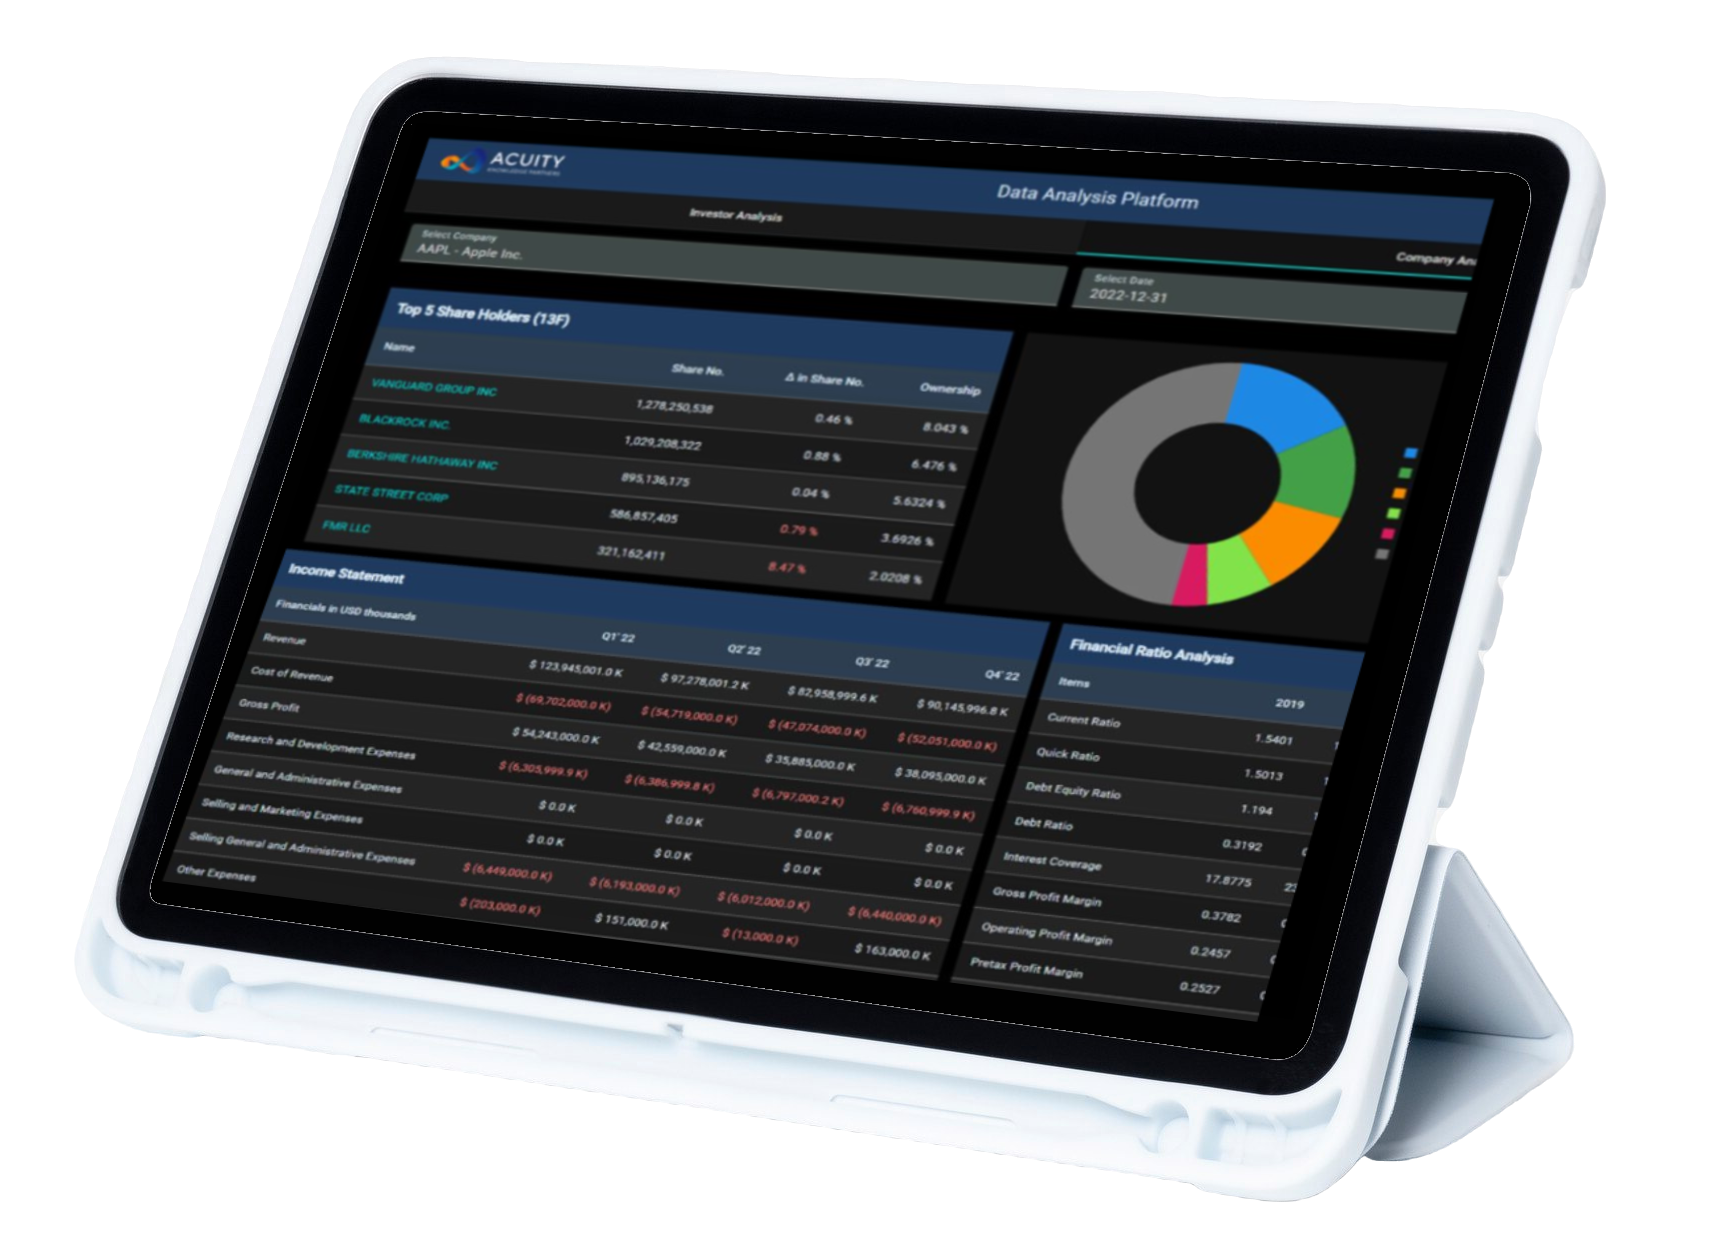 ACUITY
KNOWLEDGE PARTNERS
Data Analysis Platform
Investor Analysis
Company An
Select Company
AAPL - Apple Inc.
Select Date
2022-12-31
Top 5 Share Holders (13F)
Name Share No. Δ in Share No. Ownership
VANGUARD GROUP INC 1,278,250,538 0.46 % 8.043 %
BLACKROCK INC. 1,029,208,322 0.88 % 6.476 %
BERKSHIRE HATHAWAY INC 895,136,175 0.04 % 5.6324 %
STATE STREET CORP 586,857,405 0.79 % 3.6926 %
FMR LLC 321,162,411 8.47 % 2.0208 %
Income Statement
Financials in USD thousands Q1' 22 Q2' 22 Q3' 22 Q4' 22
Revenue $ 123,945,001.0 K $ 97,278,001.2 K $ 82,958,999.6 K $ 90,145,996.8 K
Cost of Revenue $ (69,702,000.0 K) $ (54,719,000.0 K) $ (47,074,000.0 K) $ (52,051,000.0 K)
Gross Profit $ 54,243,000.0 K $ 42,559,000.0 K $ 35,885,000.0 K $ 38,095,000.0 K
Research and Development Expenses $ (6,305,999.9 K) $ (6,386,999.8 K) $ (6,797,000.2 K) $ (6,760,999.9 K)
General and Administrative Expenses $ 0.0 K $ 0.0 K $ 0.0 K $ 0.0 K
Selling and Marketing Expenses $ 0.0 K $ 0.0 K $ 0.0 K $ 0.0 K
Selling General and Administrative Expenses $ (6,449,000.0 K) $ (6,193,000.0 K) $ (6,012,000.0 K) $ (6,440,000.0 K)
Other Expenses $ (203,000.0 K) $ 151,000.0 K $ (13,000.0 K) $ 163,000.0 K
Financial Ratio Analysis
Items 2019
Current Ratio 1.5401 1
Quick Ratio 1.5013
Debt Equity Ratio 1.194
Debt Ratio 0.3192
Interest Coverage 17.8775 23
Gross Profit Margin 0.3782
Operating Profit Margin 0.2457
Pretax Profit Margin 0.2527